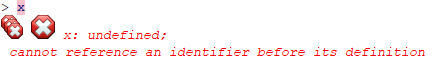 > x
x: undefined;
cannot reference an identifier before its definition